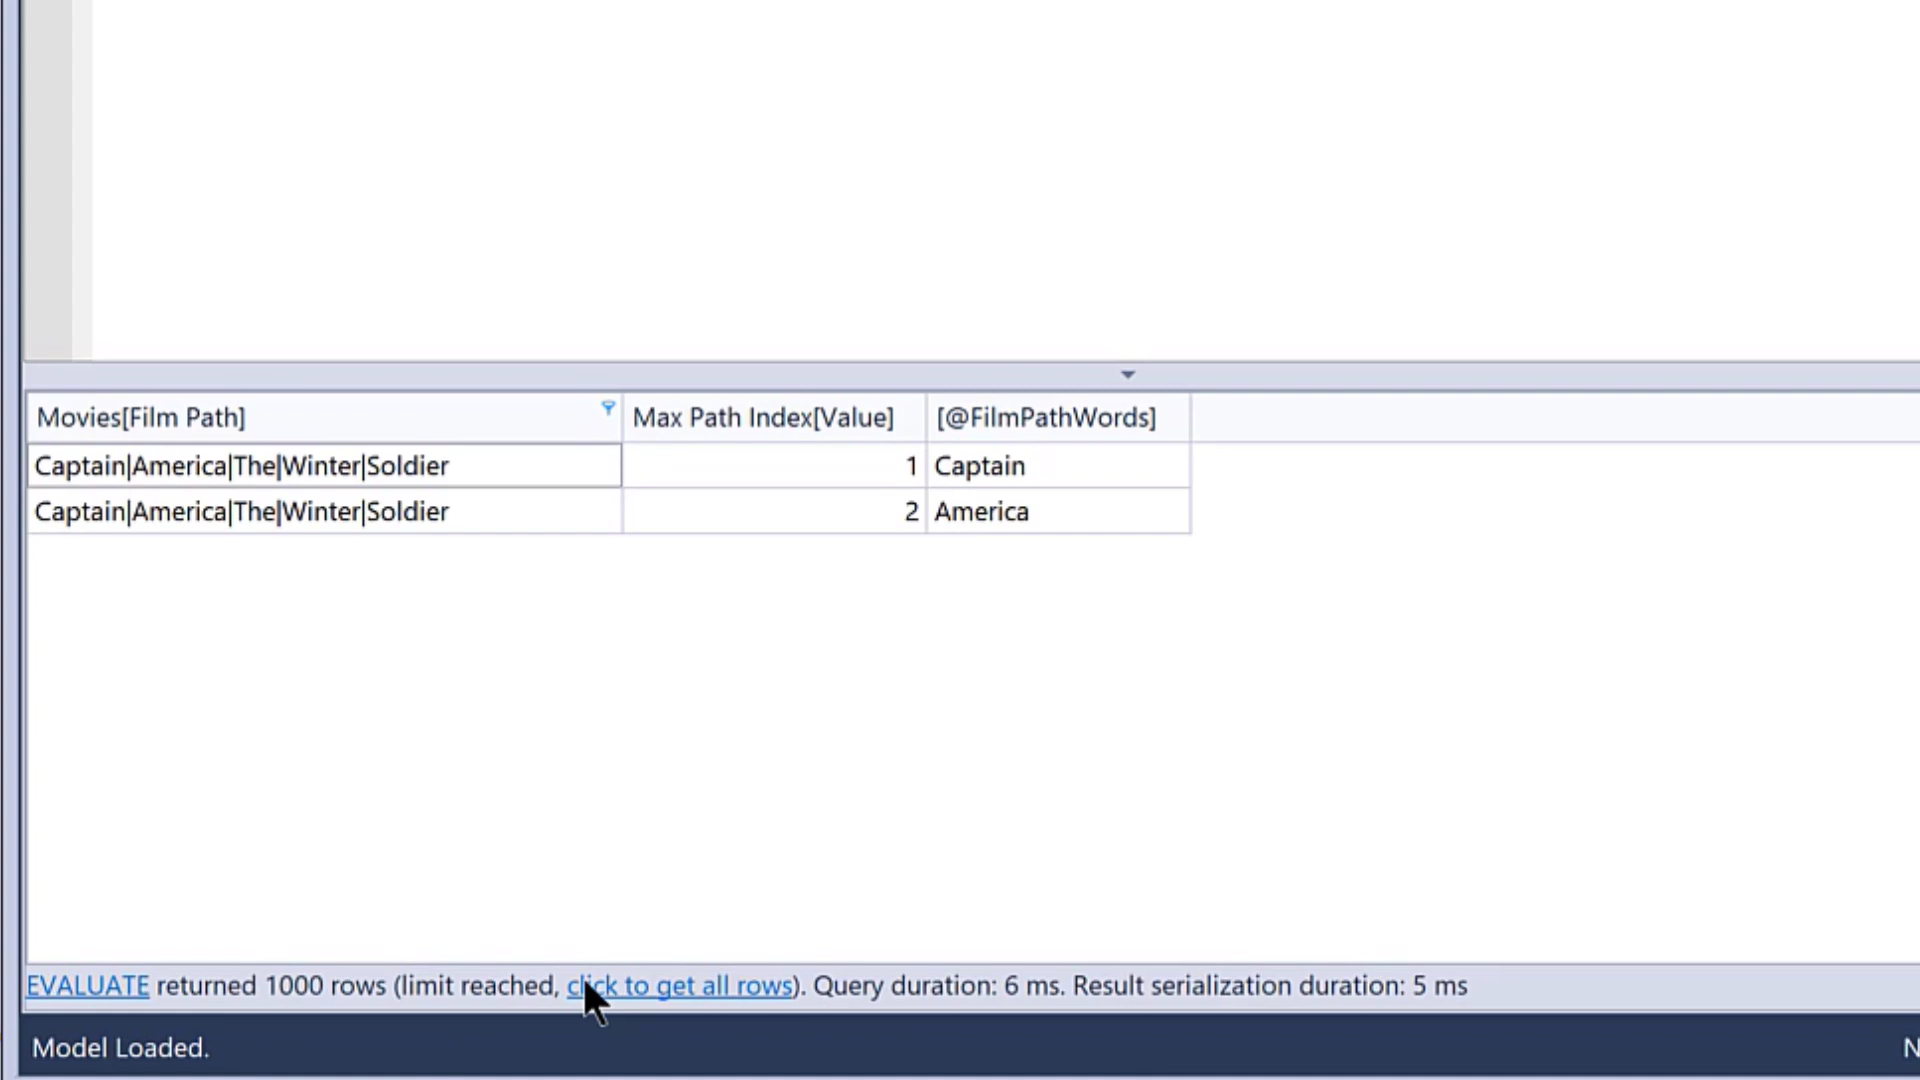 Movies[Film Path] Max Path Index[Value] [@FilmPathWords]
Captain|America|The|Winter|Soldier 1 Captain
Captain|America|The|Winter|Soldier 2 America
EVALUATE returned 1000 rows (limit reached, click to get all rows). Query duration: 6 ms. Result serialization duration: 5 ms
Model Loaded.